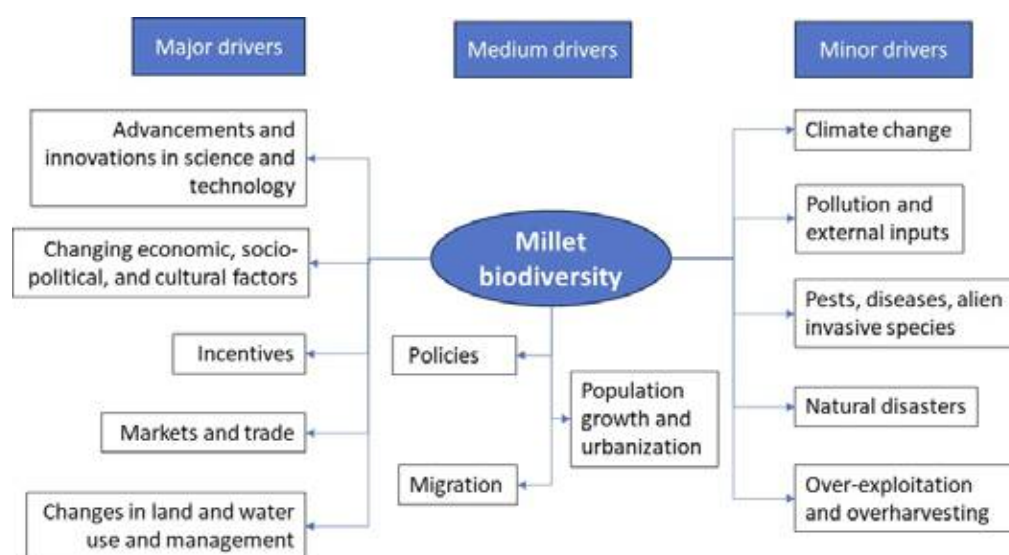 Major drivers
Medium drivers
Minor drivers
Advancements and
innovations in science and
technology
Changing economic, socio-
political, and cultural factors
Incentives
Markets and trade
Changes in land and water
use and management
Millet
biodiversity
Policies
Population
growth and
urbanization
Migration
Climate change
Pollution and
external inputs
Pests, diseases, alien
invasive species
Natural disasters
Over-exploitation
and overharvesting